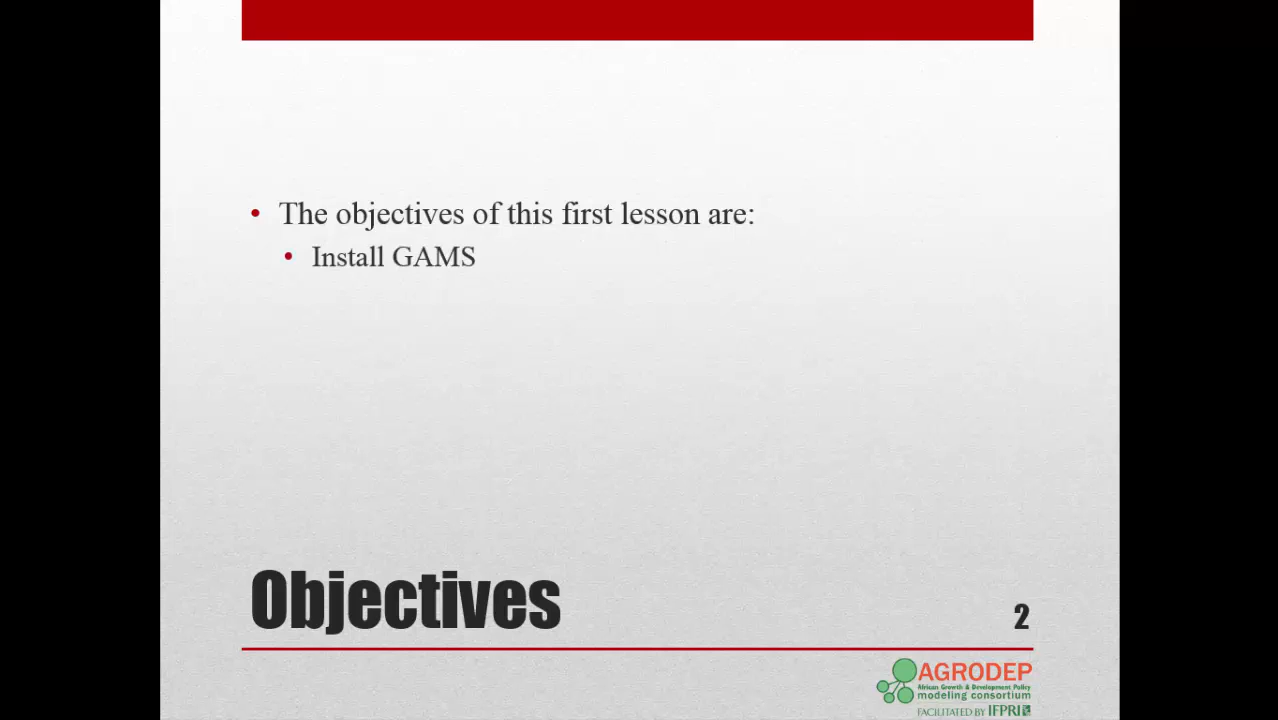 • The objectives of this first lesson are:
• Install GAMS
Objectives
2
AGRODEP
African Growth & Development Policy
modeling consortium
FACILITATED BY IFPRI